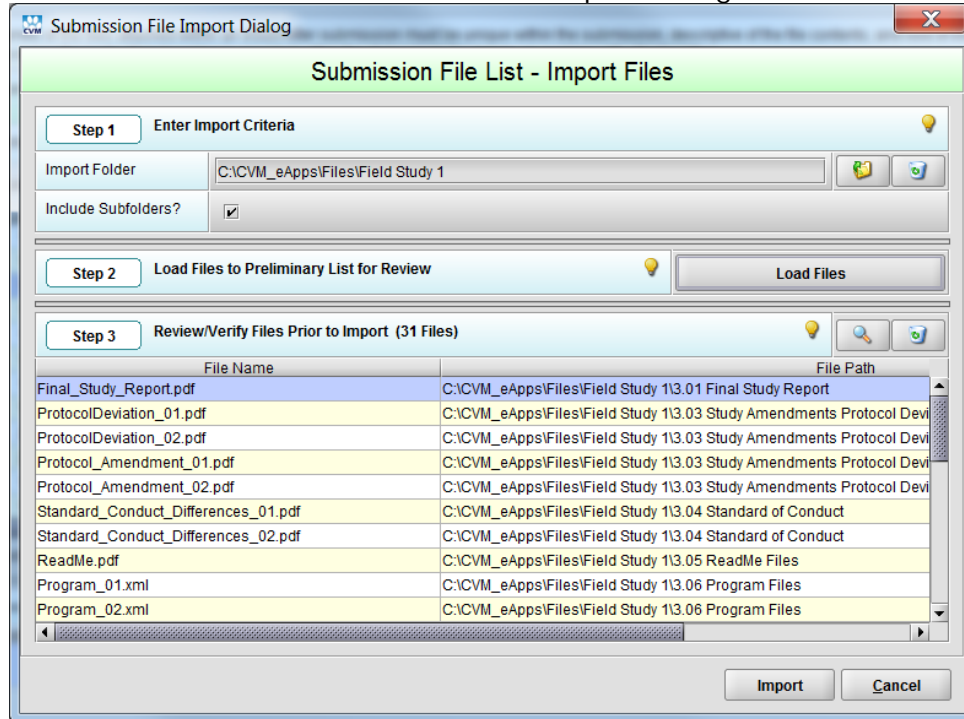 CVM Submission File Import Dialog
Submission File List - Import Files
Step 1 Enter Import Criteria
Import Folder C:\CVM_eApps\Files\Field Study 1
Include Subfolders?
Step 2 Load Files to Preliminary List for Review Load Files
Step 3 Review/Verify Files Prior to Import (31 Files)
File Name File Path
Final_Study_Report.pdf C:\CVM_eApps\Files\Field Study 1\3.01 Final Study Report
ProtocolDeviation_01.pdf C:\CVM_eApps\Files\Field Study 1\3.03 Study Amendments Protocol Devi
ProtocolDeviation_02.pdf C:\CVM_eApps\Files\Field Study 1\3.03 Study Amendments Protocol Devi
Protocol_Amendment_01.pdf C:\CVM_eApps\Files\Field Study 1\3.03 Study Amendments Protocol Devi
Protocol_Amendment_02.pdf C:\CVM_eApps\Files\Field Study 1\3.03 Study Amendments Protocol Devi
Standard_Conduct_Differences_01.pdf C:\CVM_eApps\Files\Field Study 1\3.04 Standard of Conduct
Standard_Conduct_Differences_02.pdf C:\CVM_eApps\Files\Field Study 1\3.04 Standard of Conduct
ReadMe.pdf C:\CVM_eApps\Files\Field Study 1\3.05 ReadMe Files
Program_01.xml C:\CVM_eApps\Files\Field Study 1\3.06 Program Files
Program_02.xml C:\CVM_eApps\Files\Field Study 1\3.06 Program Files
Import Cancel